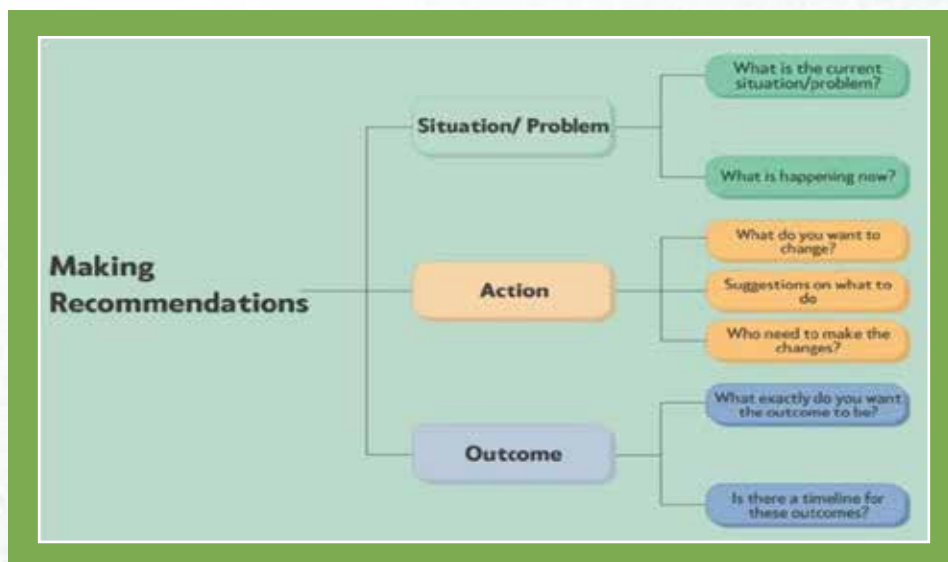 Making
Recommendations
Situation/ Problem
What is the current
situation/problem?
What is happening now?
Action
What do you want to
change?
Suggestions on what to
do
Who need to make the
changes?
Outcome
What exactly do you want
the outcome to be?
Is there a timeline for
these outcomes?